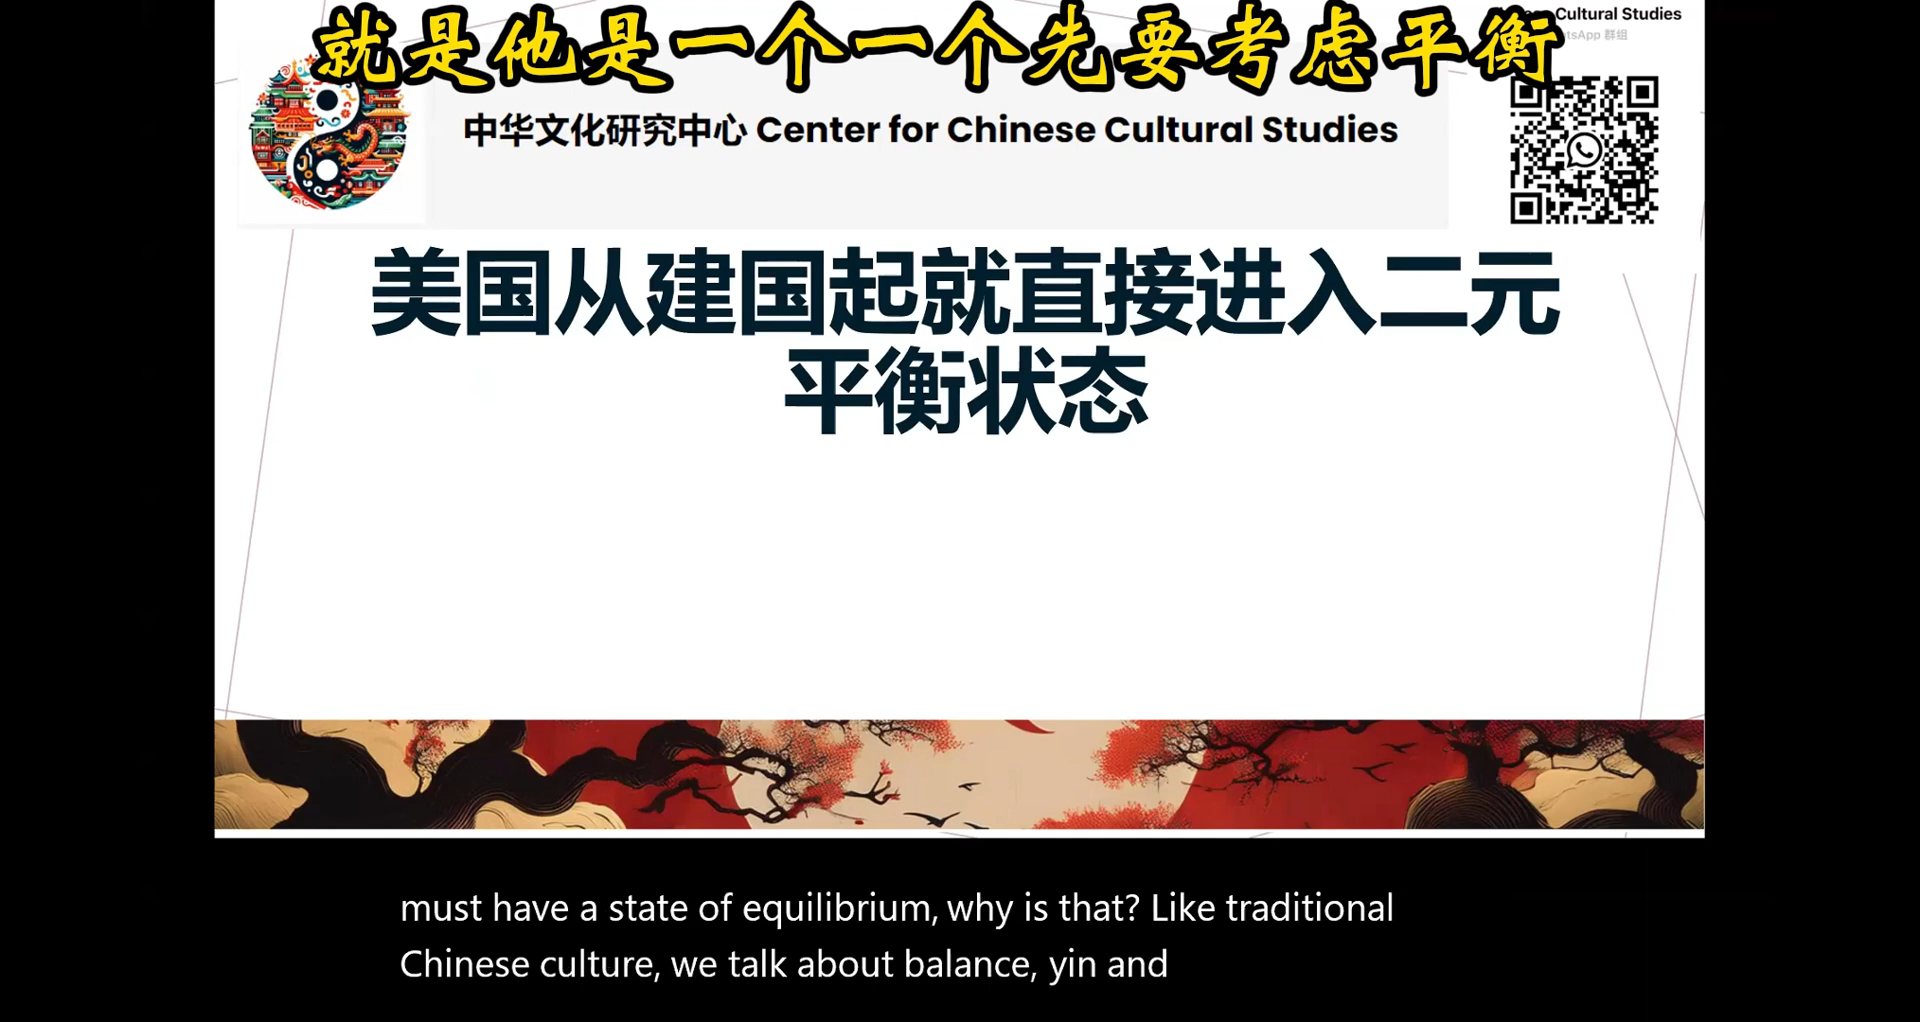 就是他是一个一个先要考虑平衡
Cultural Studies
tsApp 群组
中华文化研究中心 Center for Chinese Cultural Studies
美国从建国起就直接进入二元
平衡状态
must have a state of equilibrium, why is that? Like traditional
Chinese culture, we talk about balance, yin and